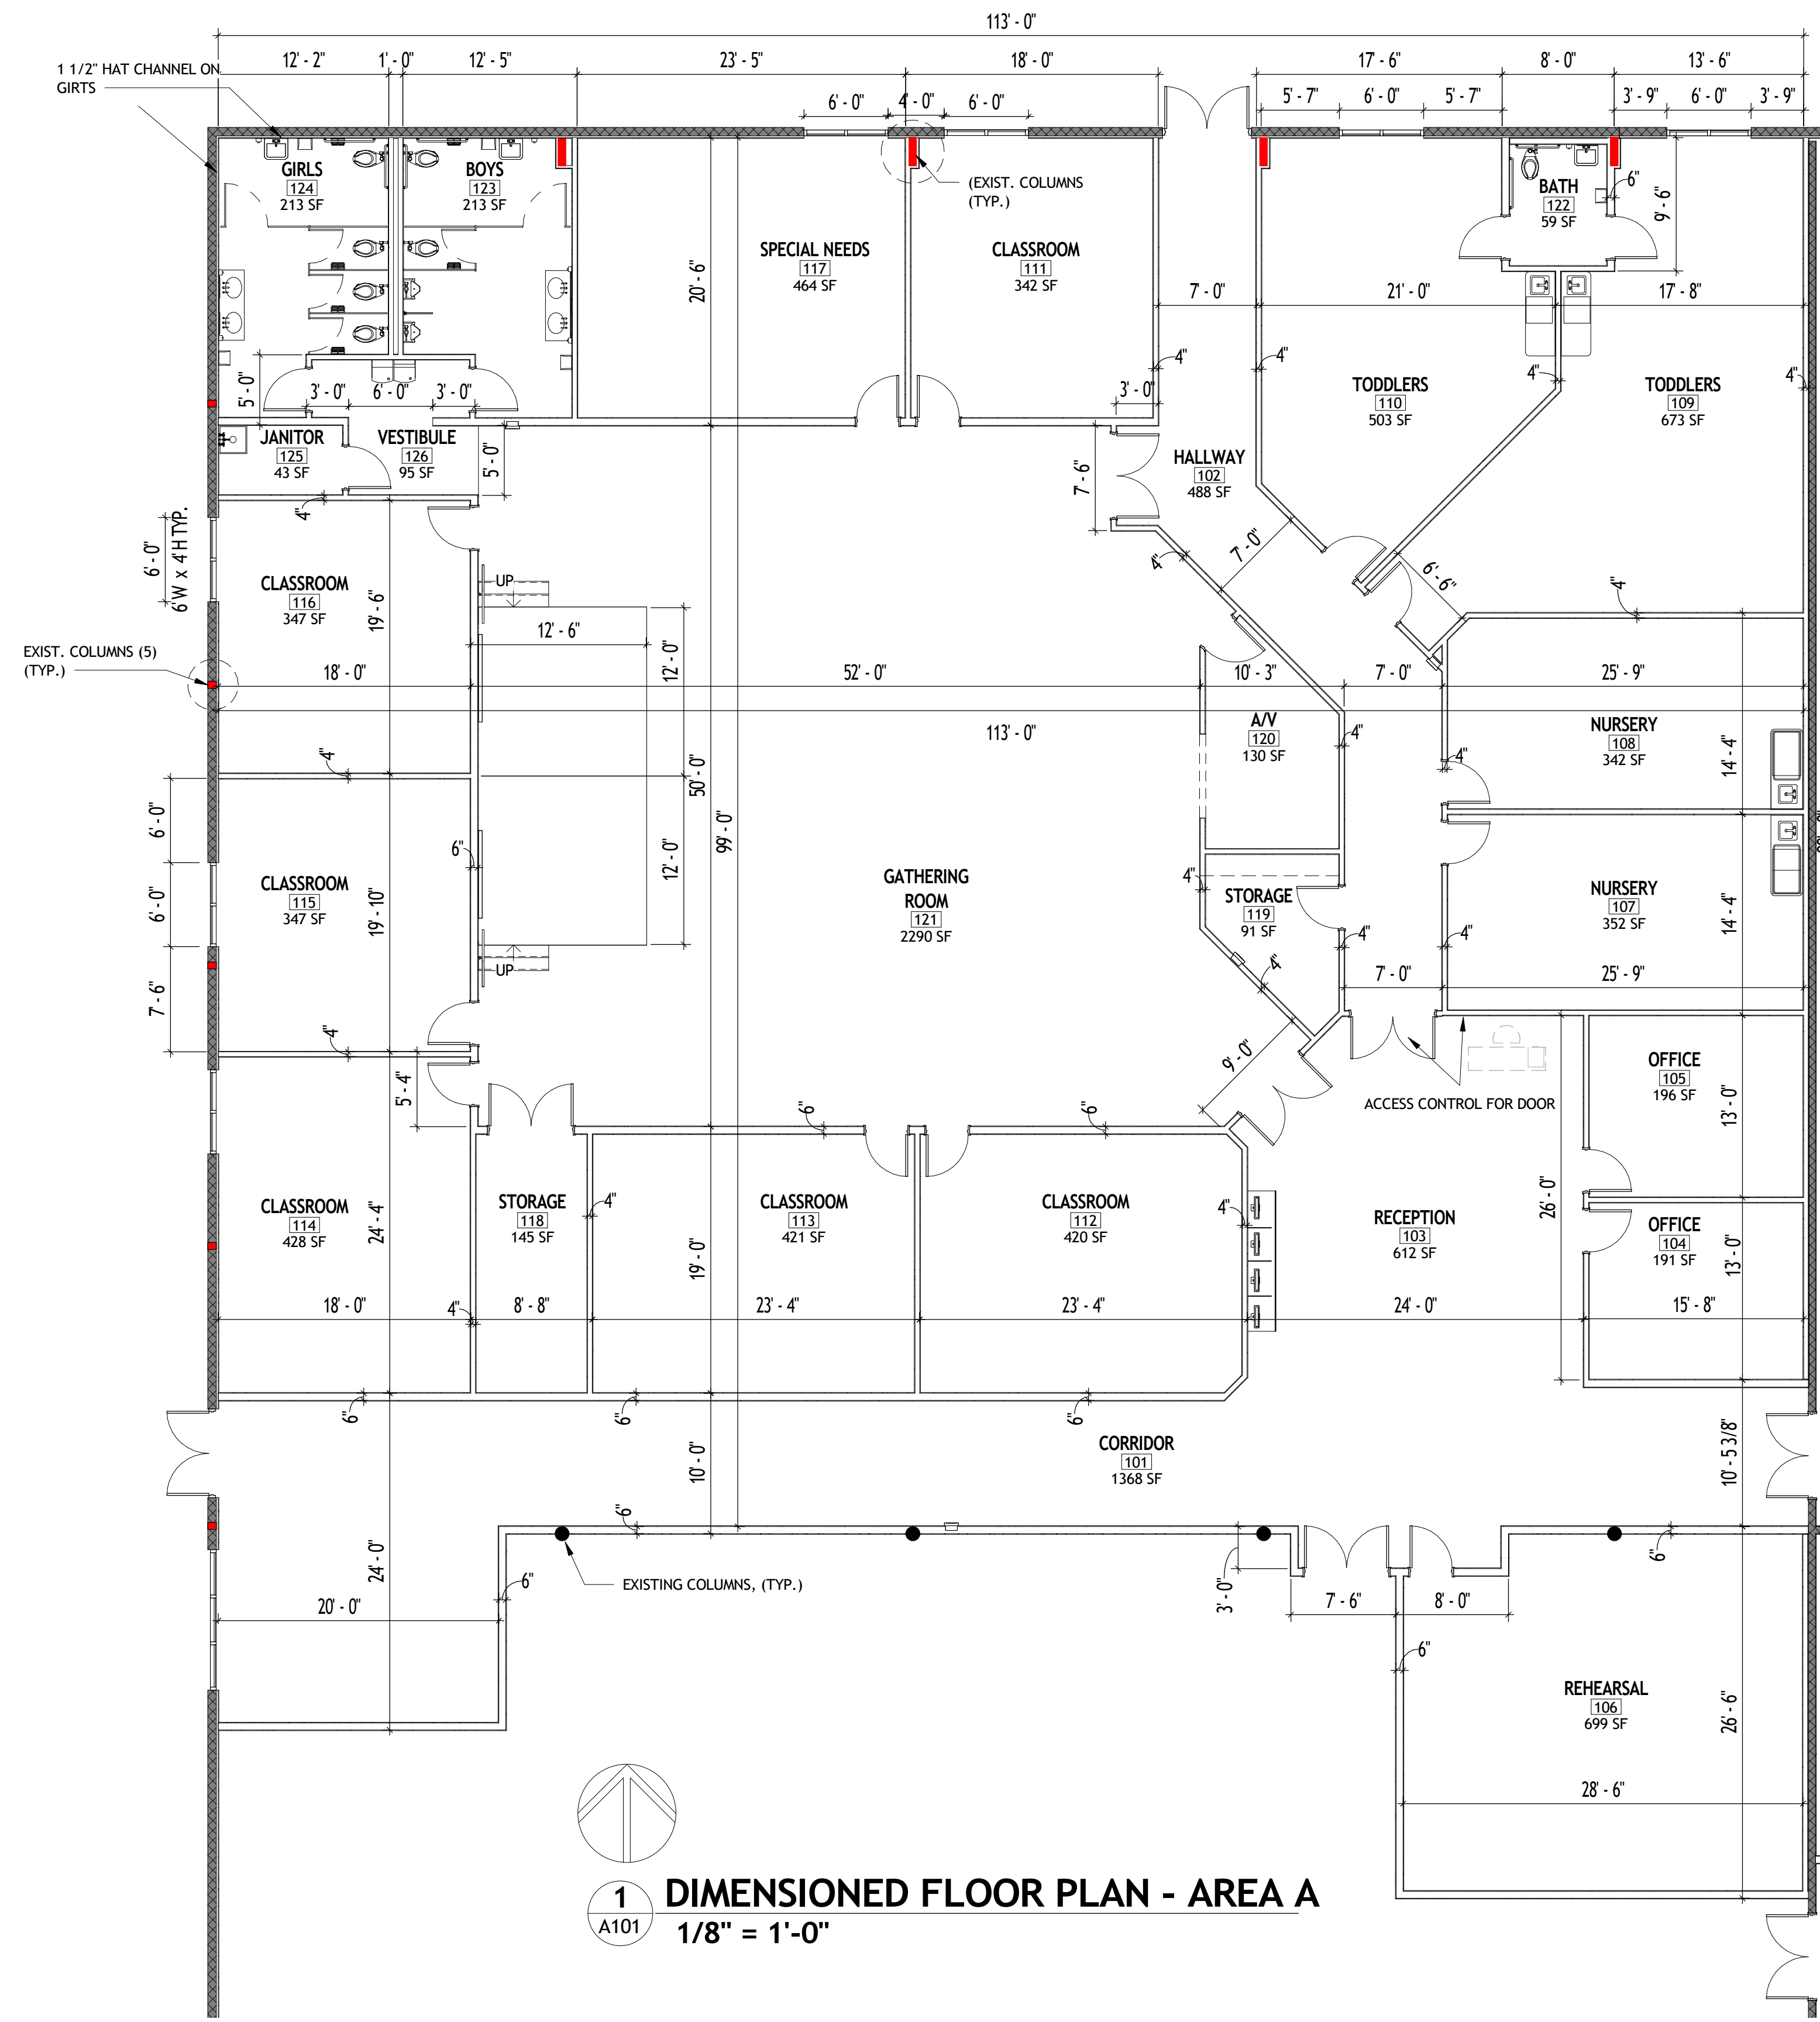 113' - 0"
12' - 2" 1' - 0" 12' - 5" 23' - 5" 18' - 0" 17' - 6" 8' - 0" 13' - 6"
1 1/2" HAT CHANNEL ON
GIRTS
6' - 0" 4' - 0" 6' - 0" 5' - 7" 6' - 0" 5' - 7" 3' - 9" 6' - 0" 3' - 9"
GIRLS
124
213 SF
BOYS
123
213 SF
(EXIST. COLUMNS
(TYP.)
BATH
122
59 SF
6"
9' - 6"
SPECIAL NEEDS
117
464 SF
CLASSROOM
111
342 SF
20' - 6"
7' - 0" 21' - 0" 17' - 8"
5' - 0"
3' - 0" 6' - 0" 3' - 0"
3' - 0"
4"
4"
4"
4"
TODDLERS
110
503 SF
TODDLERS
109
673 SF
JANITOR
125
43 SF
VESTIBULE
126
95 SF
5' - 0"
7' - 6"
HALLWAY
102
488 SF
4"
6' - 0"
6'W x 4'H TYP.
CLASSROOM
116
347 SF
19' - 6"
UP
4"
7' - 0"
6' - 6"
4"
12' - 6"
12' - 0"
EXIST. COLUMNS (5)
(TYP.)
18' - 0" 52' - 0" 10' - 3" 7' - 0" 25' - 9"
113' - 0"
A/V
120
130 SF
4"
4"
NURSERY
108
342 SF
14' - 4"
4"
50' - 0"
99' - 0"
6' - 0"
6' - 0"
7' - 6"
CLASSROOM
115
347 SF
19' - 10"
6"
12' - 0"
UP
GATHERING
ROOM
121
2290 SF
4"
STORAGE
119
91 SF
4"
4"
4"
NURSERY
107
352 SF
14' - 4"
7' - 0" 25' - 9"
4"
5' - 4"
9' - 0"
ACCESS CONTROL FOR DOOR
OFFICE
105
196 SF
13' - 0"
6"
6"
CLASSROOM
114
428 SF
24' - 4"
STORAGE
118
145 SF
4"
CLASSROOM
113
421 SF
19' - 0"
CLASSROOM
112
420 SF
4"
RECEPTION
103
612 SF
26' - 0"
OFFICE
104
191 SF
13' - 0"
18' - 0" 4" 8' - 8" 23' - 4" 23' - 4" 24' - 0" 15' - 8"
6"
6"
6"
10' - 0"
CORRIDOR
101
1368 SF
10' - 5 3/8"
6"
6"
24' - 0"
20' - 0"
6"
EXISTING COLUMNS, (TYP.)
3' - 0"
7' - 6" 8' - 0"
6"
REHEARSAL
106
699 SF
26' - 6"
28' - 6"
1
A101
DIMENSIONED FLOOR PLAN - AREA A
1/8" = 1'-0"